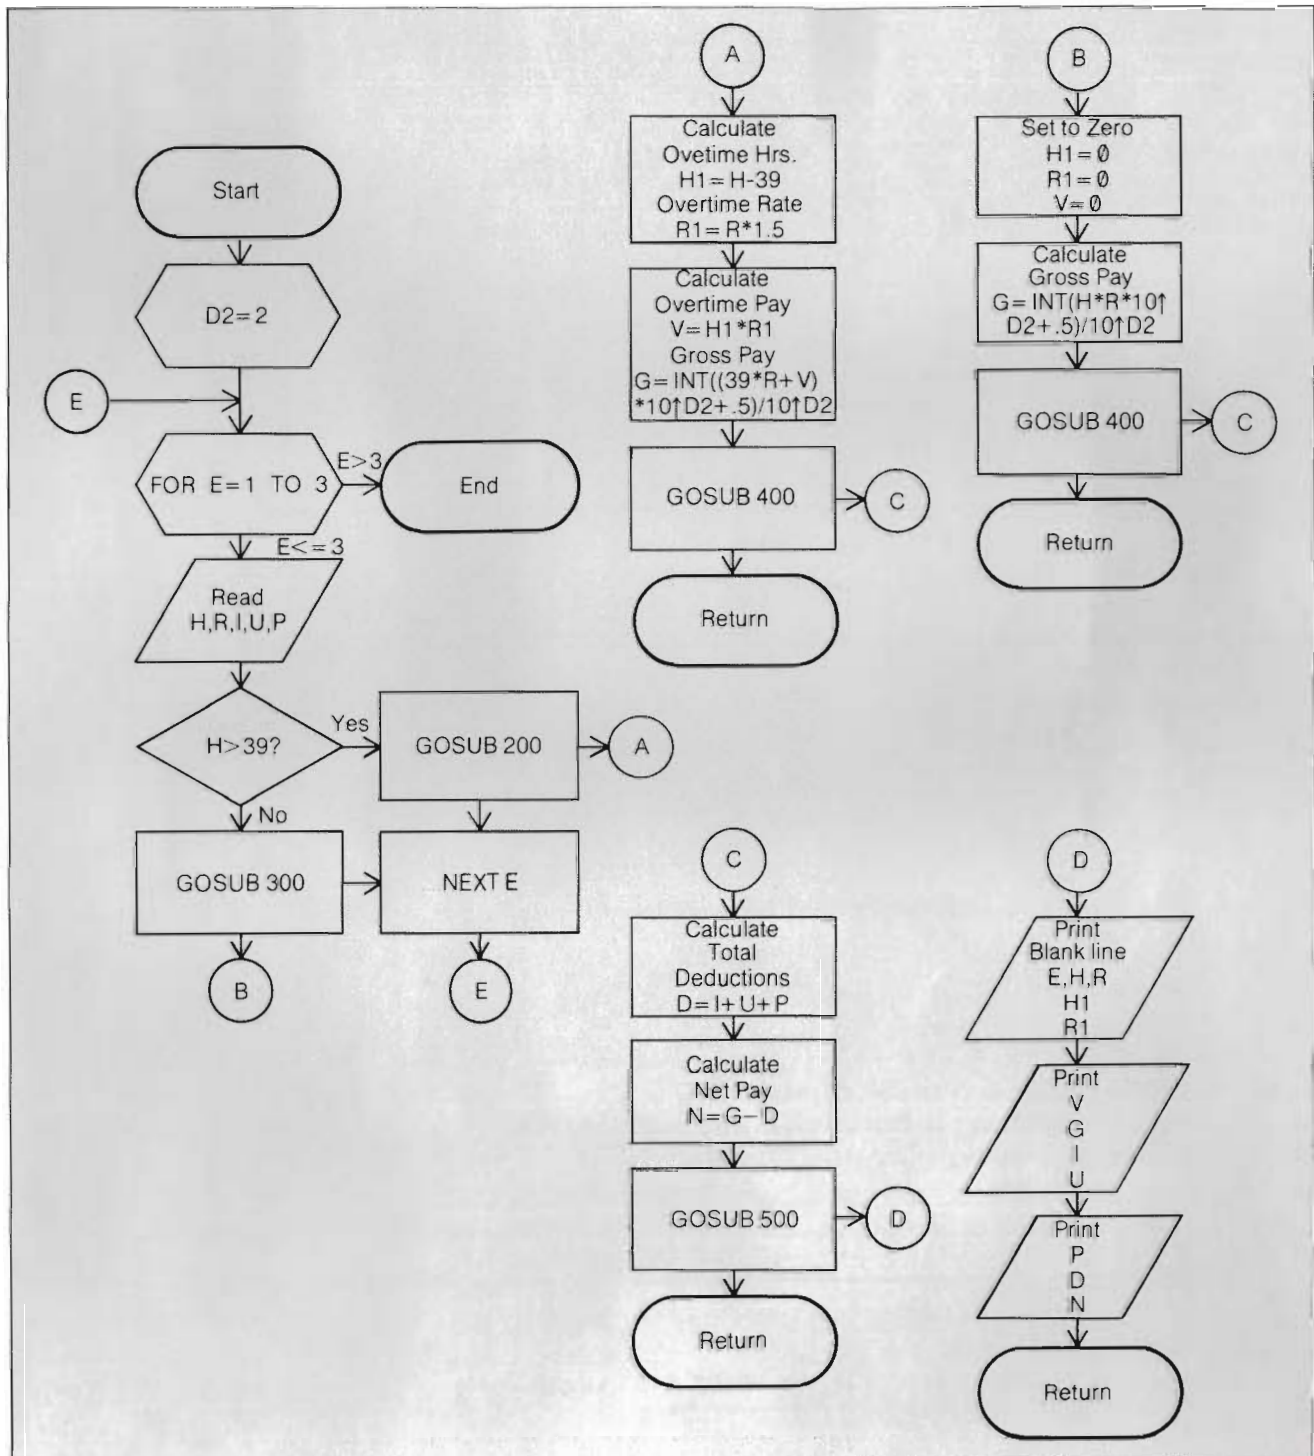 Start
D2=2
E
FOR E=1 TO 3
E>3
End
E<=3
Read
H,R,I,U,P
H>39?
Yes
GOSUB 200
A
No
GOSUB 300
NEXT E
B
E
A
Calculate
Ovetime Hrs.
H1=H-39
Overtime Rate
R1=R*1.5
Calculate
Overtime Pay
V=H1*R1
Gross Pay
G=INT((39*R+V)
*10↑D2+.5)/10↑D2
GOSUB 400
C
Return
B
Set to Zero
H1=Ø
R1=Ø
V=Ø
Calculate
Gross Pay
G=INT(H*R*10↑
D2+.5)/10↑D2
GOSUB 400
C
Return
C
Calculate
Total
Deductions
D=I+U+P
Calculate
Net Pay
N=G-D
GOSUB 500
D
Return
D
Print
Blank line
E,H,R
H1
R1
Print
V
G
I
U
Print
P
D
N
Return